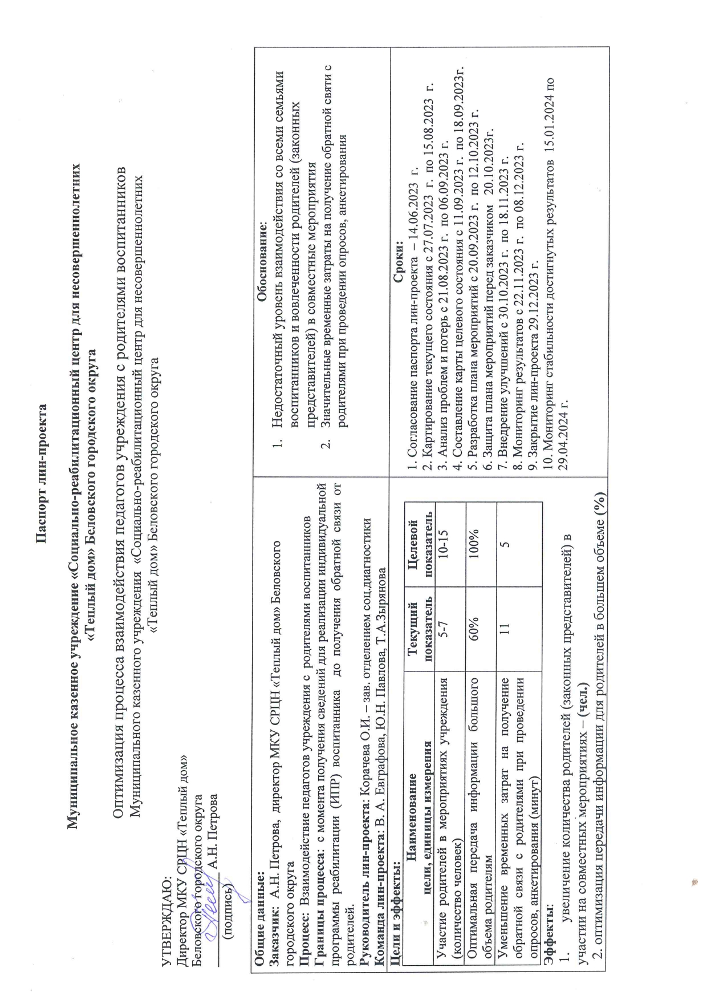 Паспорт лин-проекта
Муниципальное казенное учреждение «Социально-реабилитационный центр для несовершеннолетних
«Теплый дом» Беловского городского округа
Оптимизация процесса взаимодействия педагогов учреждения с родителями воспитанников
Муниципального казенного учреждения «Социально-реабилитационный центр для несовершеннолетних
«Теплый дом» Беловского городского округа
УТВЕРЖДАЮ:
Директор МКУ СРЦН «Теплый дом»
Беловского городского округа
А.Н. Петрова
(подпись)
Общие данные:
Заказчик: А.Н. Петрова, директор МКУ СРЦН «Теплый дом» Беловского
городского округа
Процесс: Взаимодействие педагогов учреждения с родителями воспитанников
Границы процесса: с момента получения сведений для реализации индивидуальной
программы реабилитации (ИПР) воспитанника до получения обратной связи от
родителей.
Руководитель лин-проекта: Корачева О.И. – зав. отделением соц.диагностики
Команда лин-проекта: В. А. Евграфова, Ю.Н. Павлова, Т.А.Зырянова
Обоснование:
1. Недостаточный уровень взаимодействия со всеми семьями
воспитанников и вовлеченности родителей (законных
представителей) в совместные мероприятия
2. Значительные временные затраты на получение обратной святи с
родителями при проведении опросов, анкетирования
Цели и эффекты:
Наименование
цели, единицы измерения
Текущий
показатель
Целевой
показатель
Участие родителей в мероприятиях учреждения
(количество человек)
5-7
10-15
Оптимальная передача информации большого
объема родителям
60%
100%
Уменьшение временных затрат на получение
обратной связи с родителями при проведении
опросов, анкетирования (минут)
11
5
Эффекты:
1. увеличение количества родителей (законных представителей) в
участии на совместных мероприятиях – (чел.)
2. оптимизация передачи информации для родителей в большем объеме (%)
Сроки:
1. Согласование паспорта лин-проекта – 14.06.2023 г.
2. Картирование текущего состояния с 27.07.2023 г. по 15.08.2023 г.
3. Анализ проблем и потерь с 21.08.2023 г. по 06.09.2023 г.
4. Составление карты целевого состояния с 11.09.2023 г. по 18.09.2023г.
5. Разработка плана мероприятий с 20.09.2023 г. по 12.10.2023 г.
6. Защита плана мероприятий перед заказчиком 20.10.2023г.
7. Внедрение улучшений с 30.10.2023 г. по 18.11.2023 г.
8. Мониторинг результатов с 22.11.2023 г. по 08.12.2023 г.
9. Закрытие лин-проекта 29.12.2023 г.
10. Мониторинг стабильности достигнутых результатов 15.01.2024 по
29.04.2024 г.